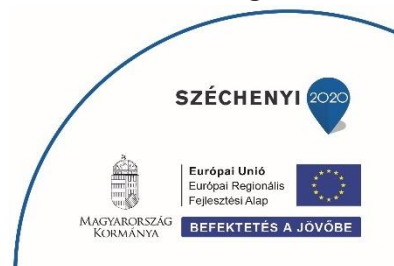 SZÉCHENYI 2020
Európai Unió
Európai Regionális
Fejlesztési Alap
MAGYARORSZÁG
KORMÁNYA
BEFEKTETÉS A JÖVŐBE